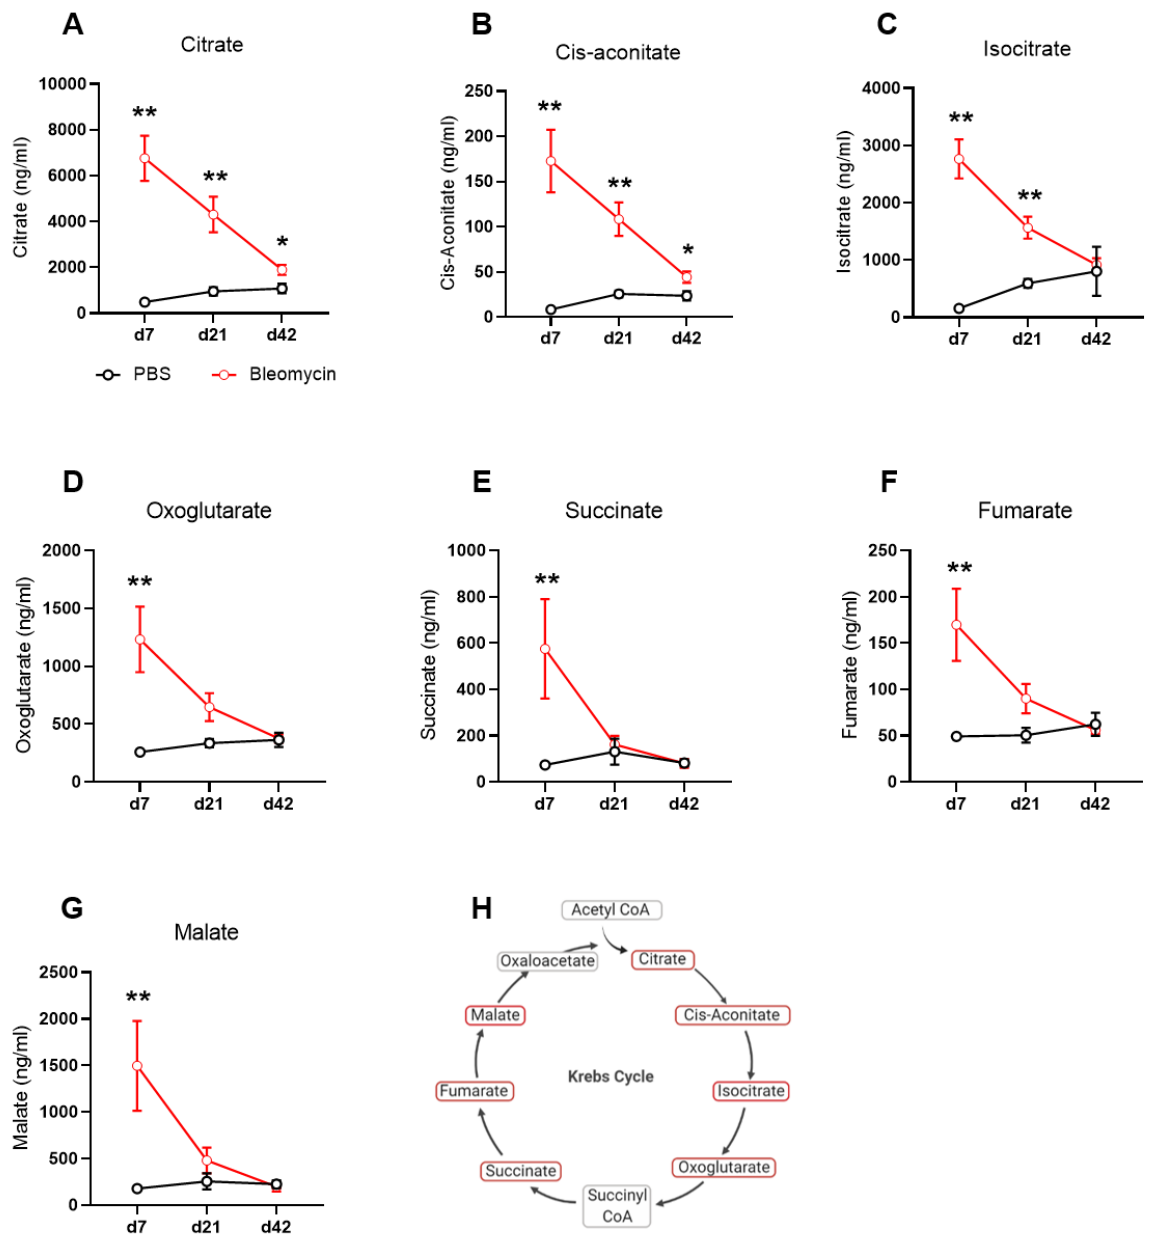 A
Citrate
Citrate (ng/ml)
10000
8000
6000
4000
2000
0
**
**
*
d7 d21 d42
PBS Bleomycin
B
Cis-aconitate
Cis-Aconitate (ng/ml)
250
200
150
100
50
0
**
**
*
d7 d21 d42
C
Isocitrate
Isocitrate (ng/ml)
4000
3000
2000
1000
0
**
**
d7 d21 d42
D
Oxoglutarate
Oxoglutarate (ng/ml)
2000
1500
1000
500
0
**
d7 d21 d42
E
Succinate
Succinate (ng/ml)
1000
800
600
400
200
0
**
d7 d21 d42
F
Fumarate
Fumarate (ng/ml)
250
200
150
100
50
0
**
d7 d21 d42
G
Malate
Malate (ng/ml)
2500
2000
1500
1000
500
0
**
d7 d21 d42
H
Acetyl CoA
Oxaloacetate
Citrate
Malate
Cis-Aconitate
Krebs Cycle
Fumarate
Isocitrate
Succinate
Oxoglutarate
Succinyl
CoA